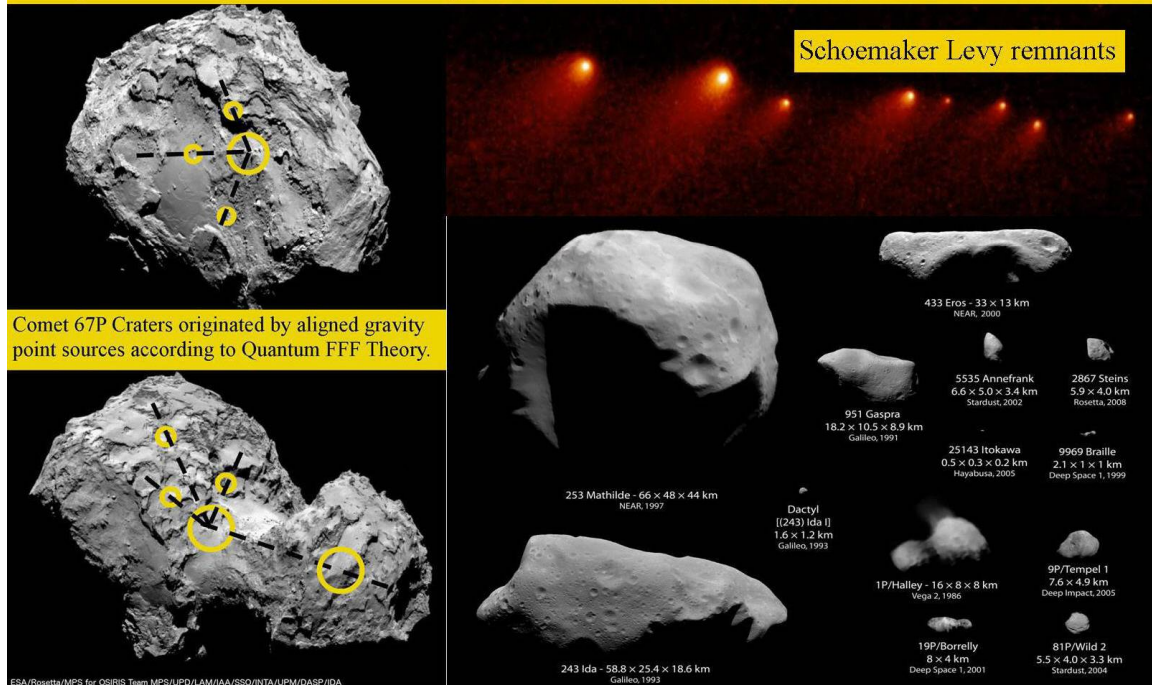 Schoemaker Levy remnants
Comet 67P Craters originated by aligned gravity
point sources according to Quantum FFF Theory.
ESA/Rosetta/MPS for OSIRIS Team MPS/UPD/LAM/IAA/SSO/INTA/UPM/DASP/IDA
433 Eros - 33 × 13 km
NEAR, 2000
951 Gaspra
18.2 × 10.5 × 8.9 km
Galileo, 1991
5535 Annefrank
6.6 × 5.0 × 3.4 km
Stardust, 2002
2867 Steins
5.9 × 4.0 km
Rosetta, 2008
25143 Itokawa
0.5 × 0.3 × 0.2 km
Hayabusa, 2005
9969 Braille
2.1 × 1 × 1 km
Deep Space 1, 1999
253 Mathilde - 66 × 48 × 44 km
NEAR, 1997
Dactyl
[(243) Ida I]
1.6 × 1.2 km
Galileo, 1993
1P/Halley - 16 × 8 × 8 km
Vega 2, 1986
9P/Tempel 1
7.6 × 4.9 km
Deep Impact, 2005
19P/Borrelly
8 × 4 km
Deep Space 1, 2001
81P/Wild 2
5.5 × 4.0 × 3.3 km
Stardust, 2004
243 Ida - 58.8 × 25.4 × 18.6 km
Galileo, 1993